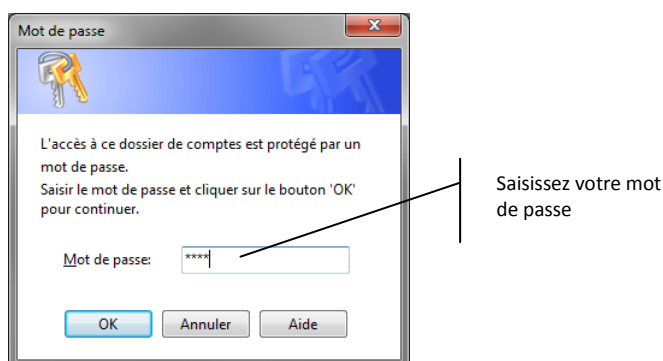 Mot de passe
L'accès à ce dossier de comptes est protégé par un
mot de passe.
Saisir le mot de passe et cliquer sur le bouton 'OK'
pour continuer.
Mot de passe: ****
OK Annuler Aide
Saisissez votre mot
de passe